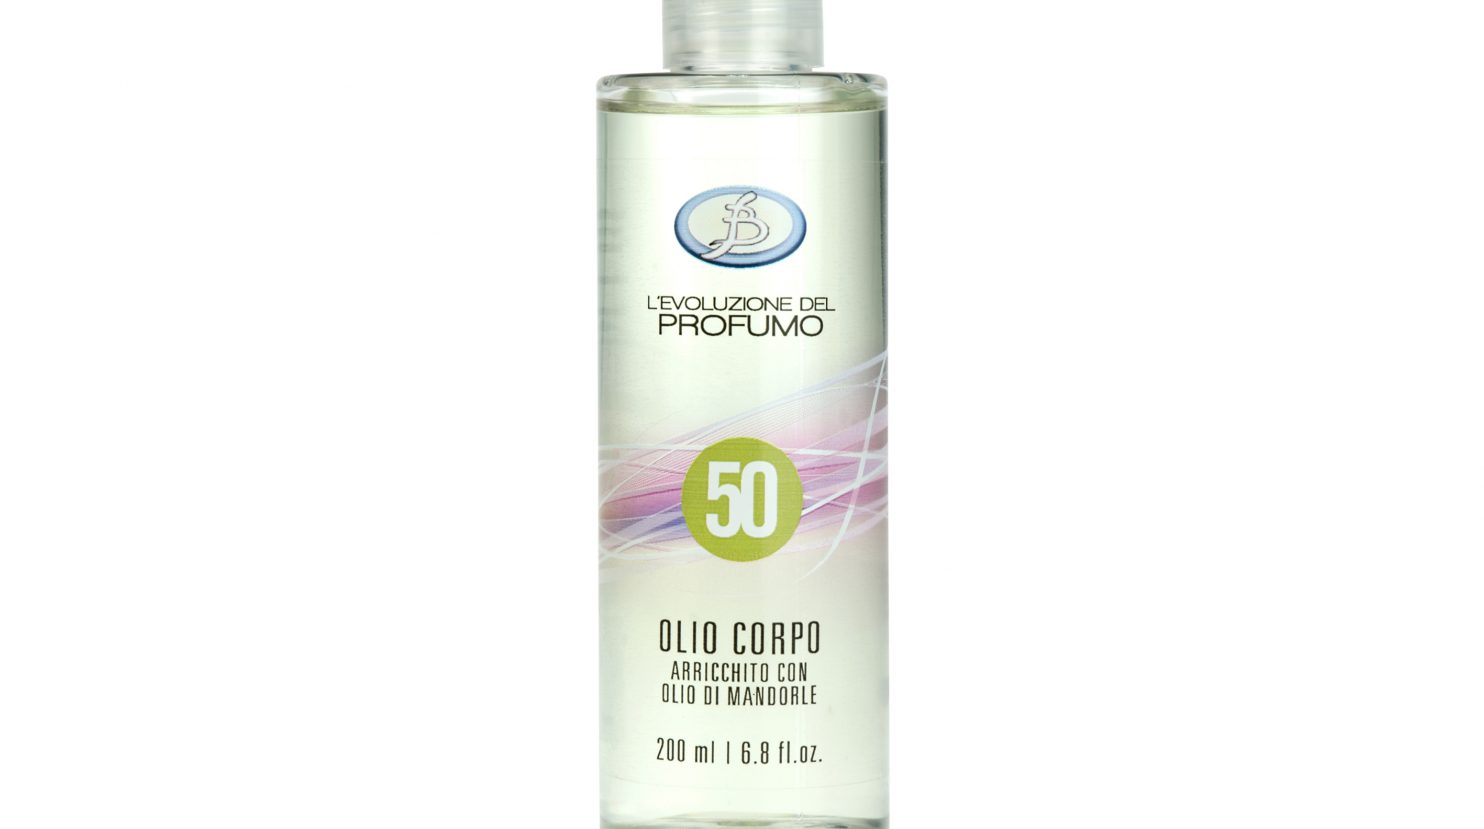 B
L'EVOLUZIONE DEL
PROFUMO
50
OLIO CORPO
ARRICCHITO CON
OLIO DI MANDORLE
200 ml | 6.8 fl.oz.